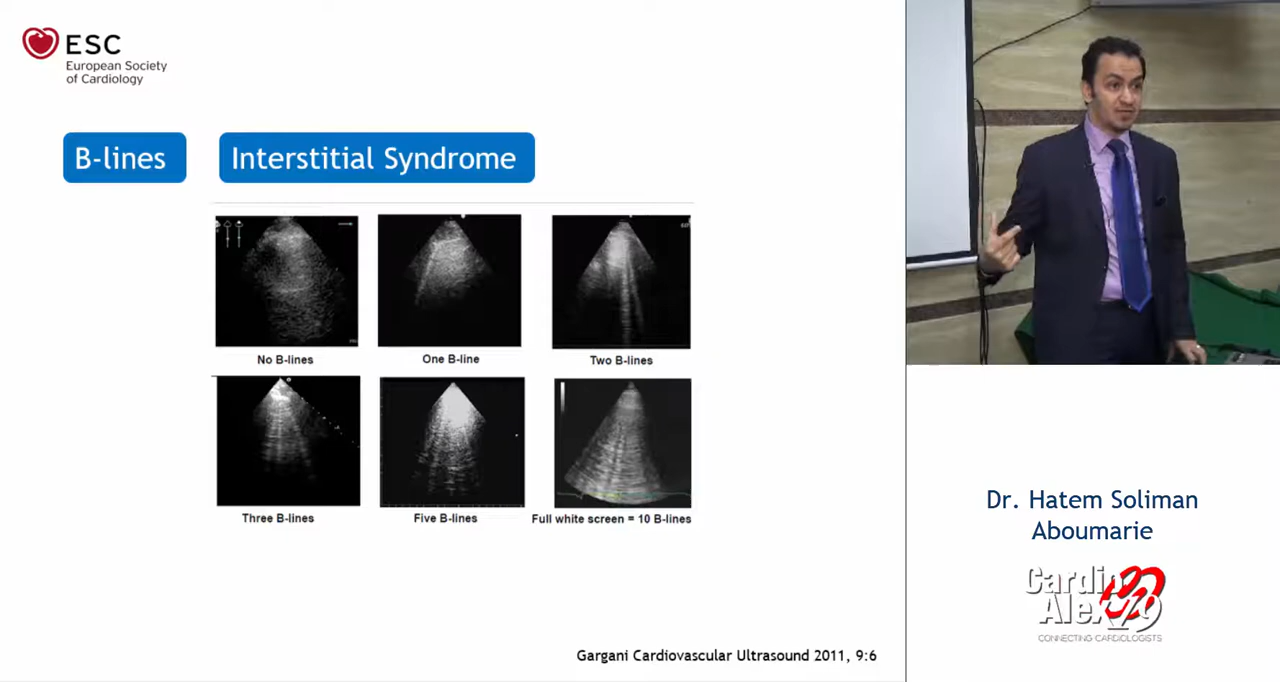 ESC
European Society
of Cardiology
B-lines
Interstitial Syndrome
No B-lines
One B-line
Two B-lines
Three B-lines
Five B-lines
Full white screen = 10 B-lines
Gargani Cardiovascular Ultrasound 2011, 9:6
Dr. Hatem Soliman
Aboumarie
Cardio
Alex 19
CONNECTING CARDIOLOGISTS